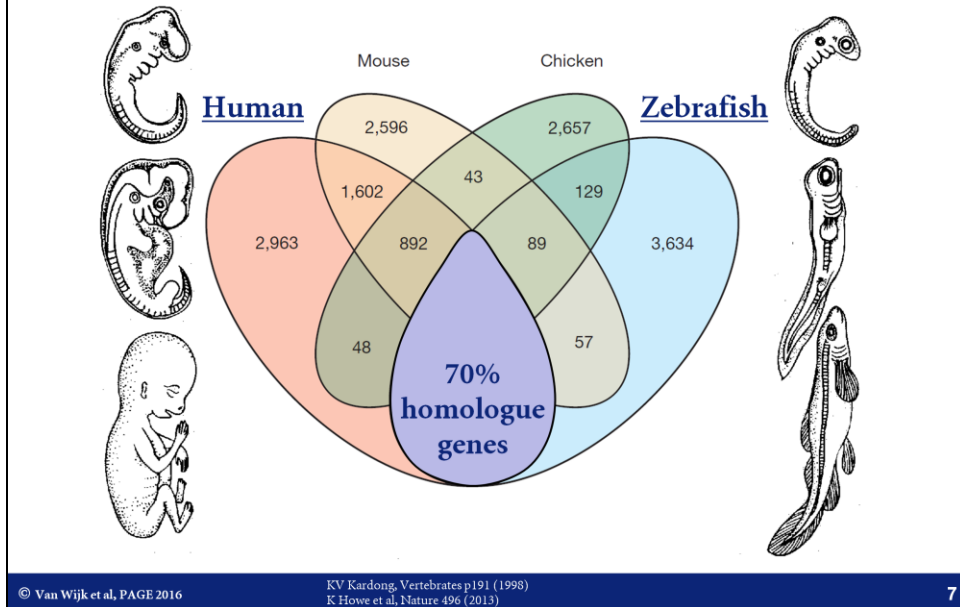 Mouse
Chicken
Human
Zebrafish
2,596
2,657
43
1,602
129
2,963
892
89
3,634
48
57
70%
homologue
genes
© Van Wijk et al, PAGE 2016
KV Kardong, Vertebrates p191 (1998)
K Howe et al, Nature 496 (2013)
7